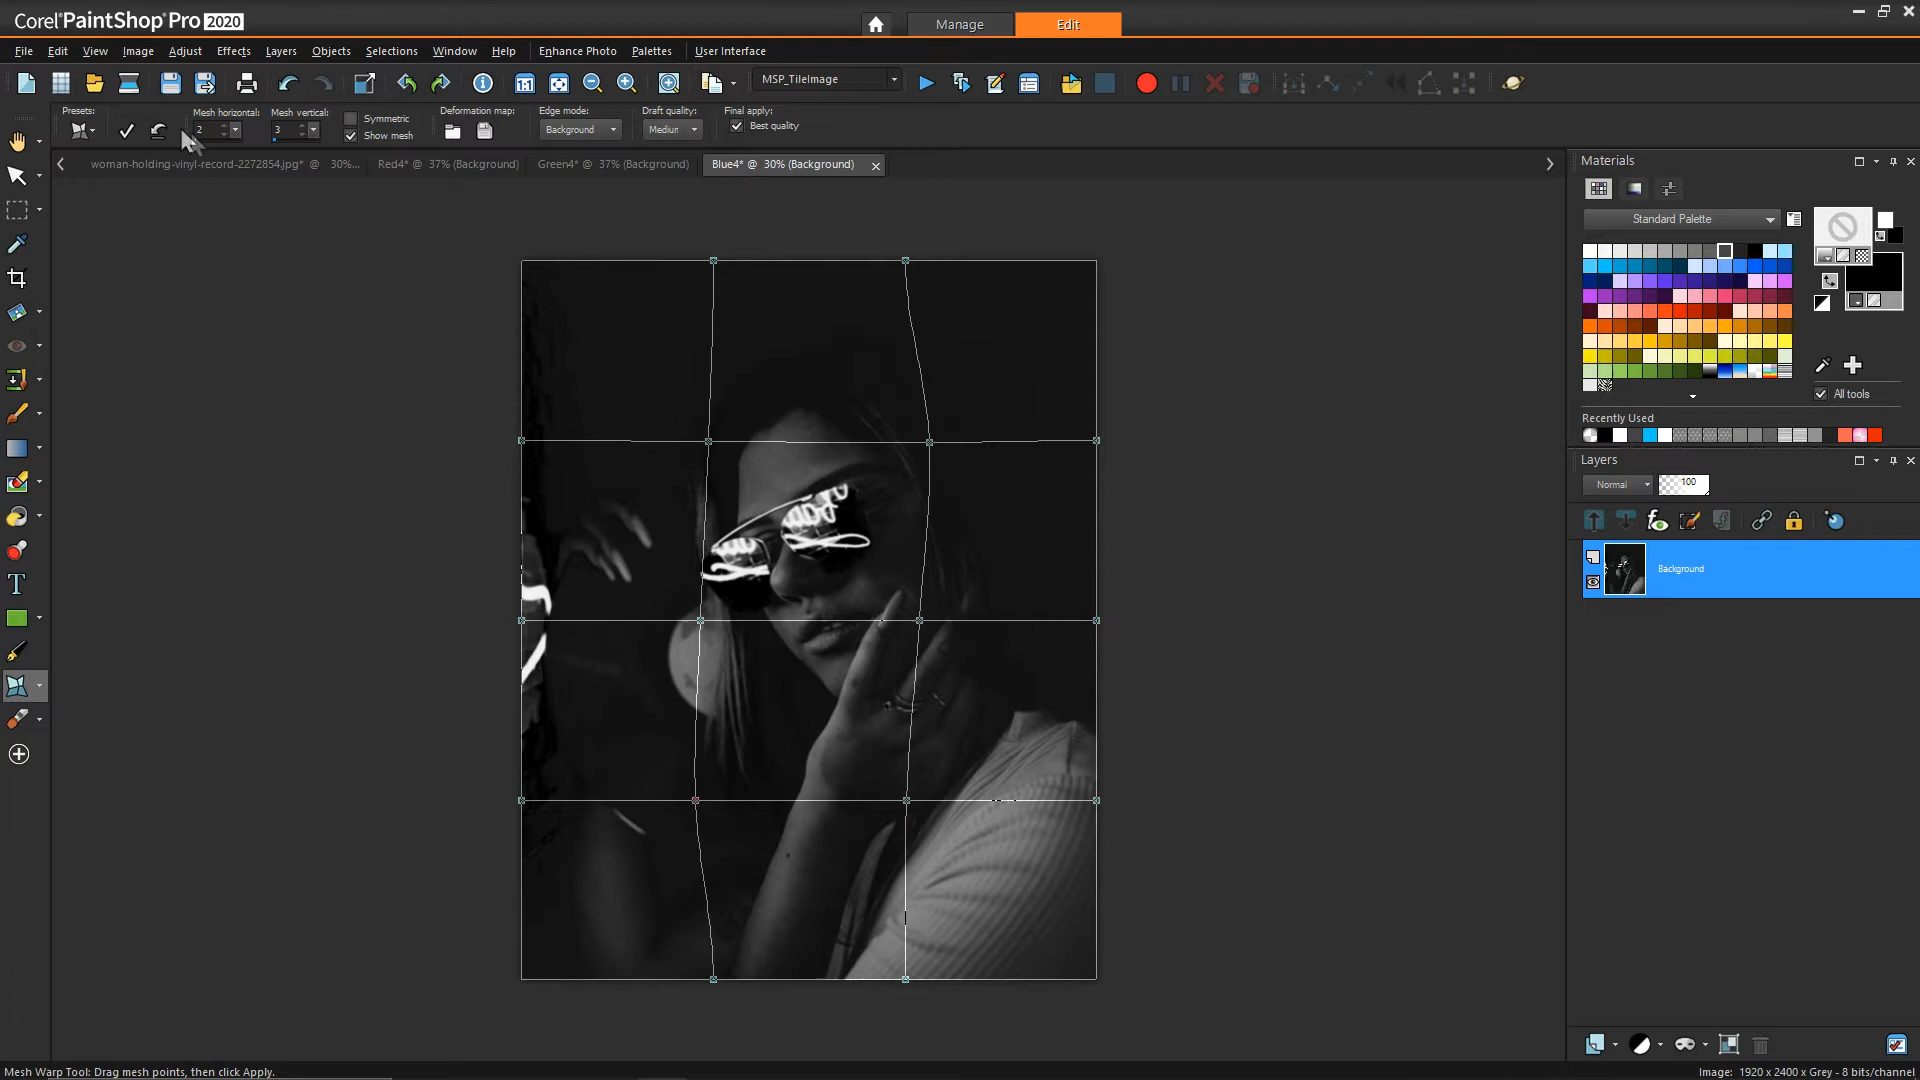 Corel® PaintShop® Pro 2020
Manage
Edit
File Edit View Image Adjust Effects Layers Objects Selections Window Help Enhance Photo Palettes User Interface
MSP_TileImage
Presets:
Mesh horizontal:
2
Mesh vertical:
3
Symmetric
Show mesh
Deformation map:
Edge mode:
Background
Draft quality:
Medium
Final apply:
Best quality
woman-holding-vinyl-record-2272854.jpg* @ 30%...
Red4* @ 37% (Background)
Green4* @ 37% (Background)
Blue4* @ 30% (Background)
Materials
Standard Palette
All tools
Recently Used
Layers
Normal
100
Background
Mesh Warp Tool: Drag mesh points, then click Apply.
Image: 1920 x 2400 x Grey - 8 bits/channel